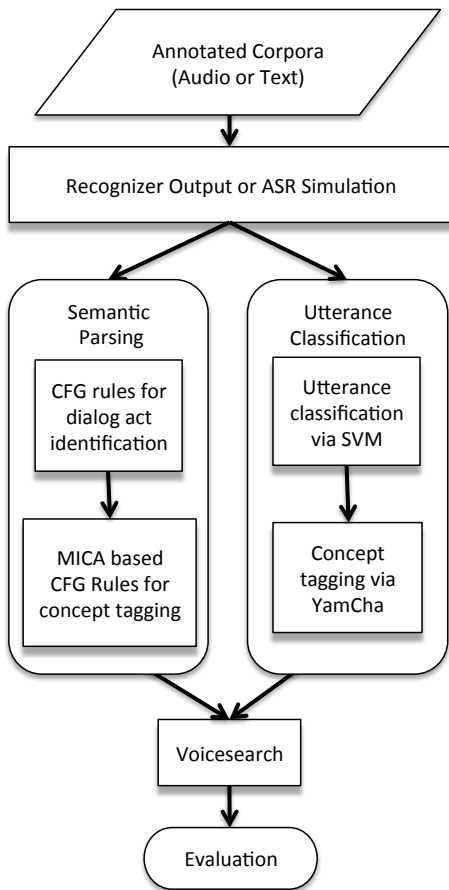 Annotated Corpora
(Audio or Text)
Recognizer Output or ASR Simulation
Semantic
Parsing
CFG rules for
dialog act
identification
MICA based
CFG Rules for
concept tagging
Utterance
Classification
Utterance
classification
via SVM
Concept
tagging via
YamCha
Voicesearch
Evaluation